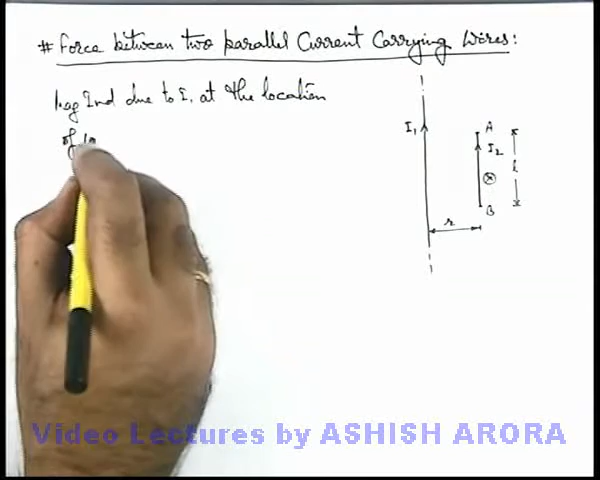 # Force between two parallel Current Carrying Wires:
Mag Ind due to I₁ at the location
of
I₁
A
I₂
l
⊗
B
r
Video Lectures by ASHISH ARORA